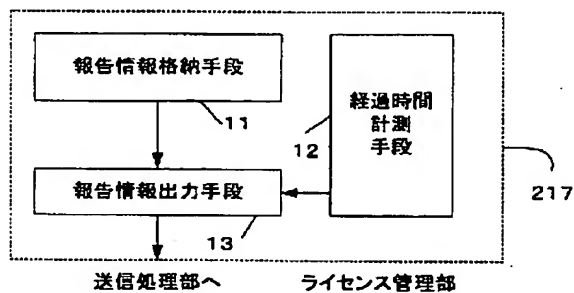 報告情報格納手段
11
経過時間
計測
手段
12
報告情報出力手段
13
217
送信処理部へ
ライセンス管理部